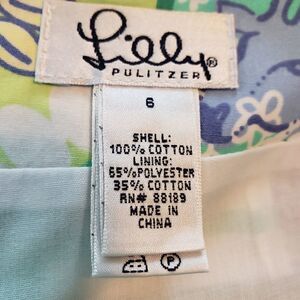 Lilly®
PULITZER
6
SHELL:
100% COTTON
LINING:
65% POLYESTER
35% COTTON
RN# 88189
MADE IN
CHINA
P